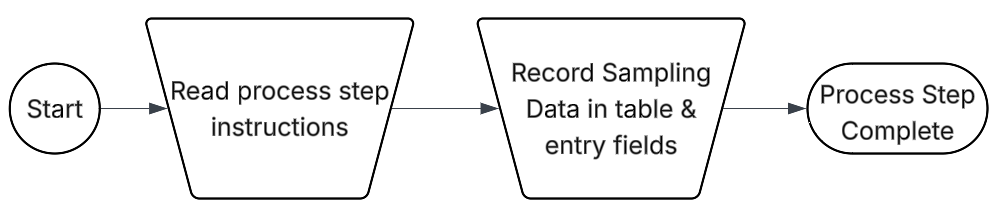 Start
Read process step
instructions
Record Sampling
Data in table &
entry fields
Process Step
Complete